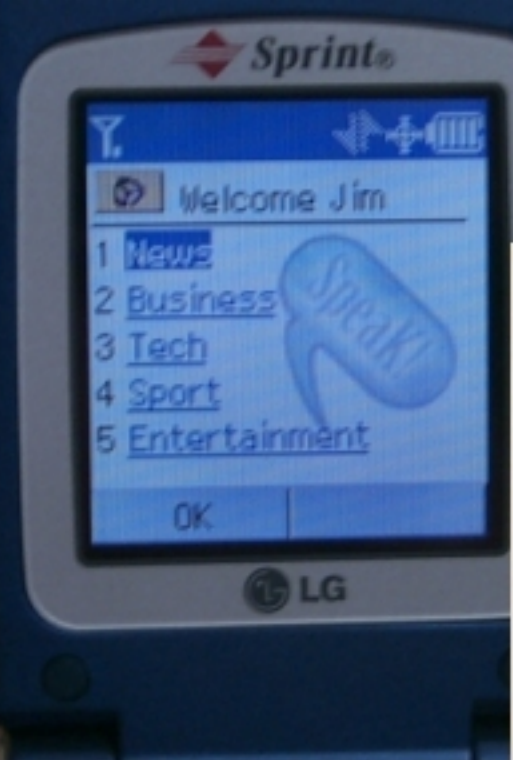 Sprint®
Welcome Jim
1 News
2 Business
3 Tech
4 Sport
5 Entertainment
Speak!
OK
LG